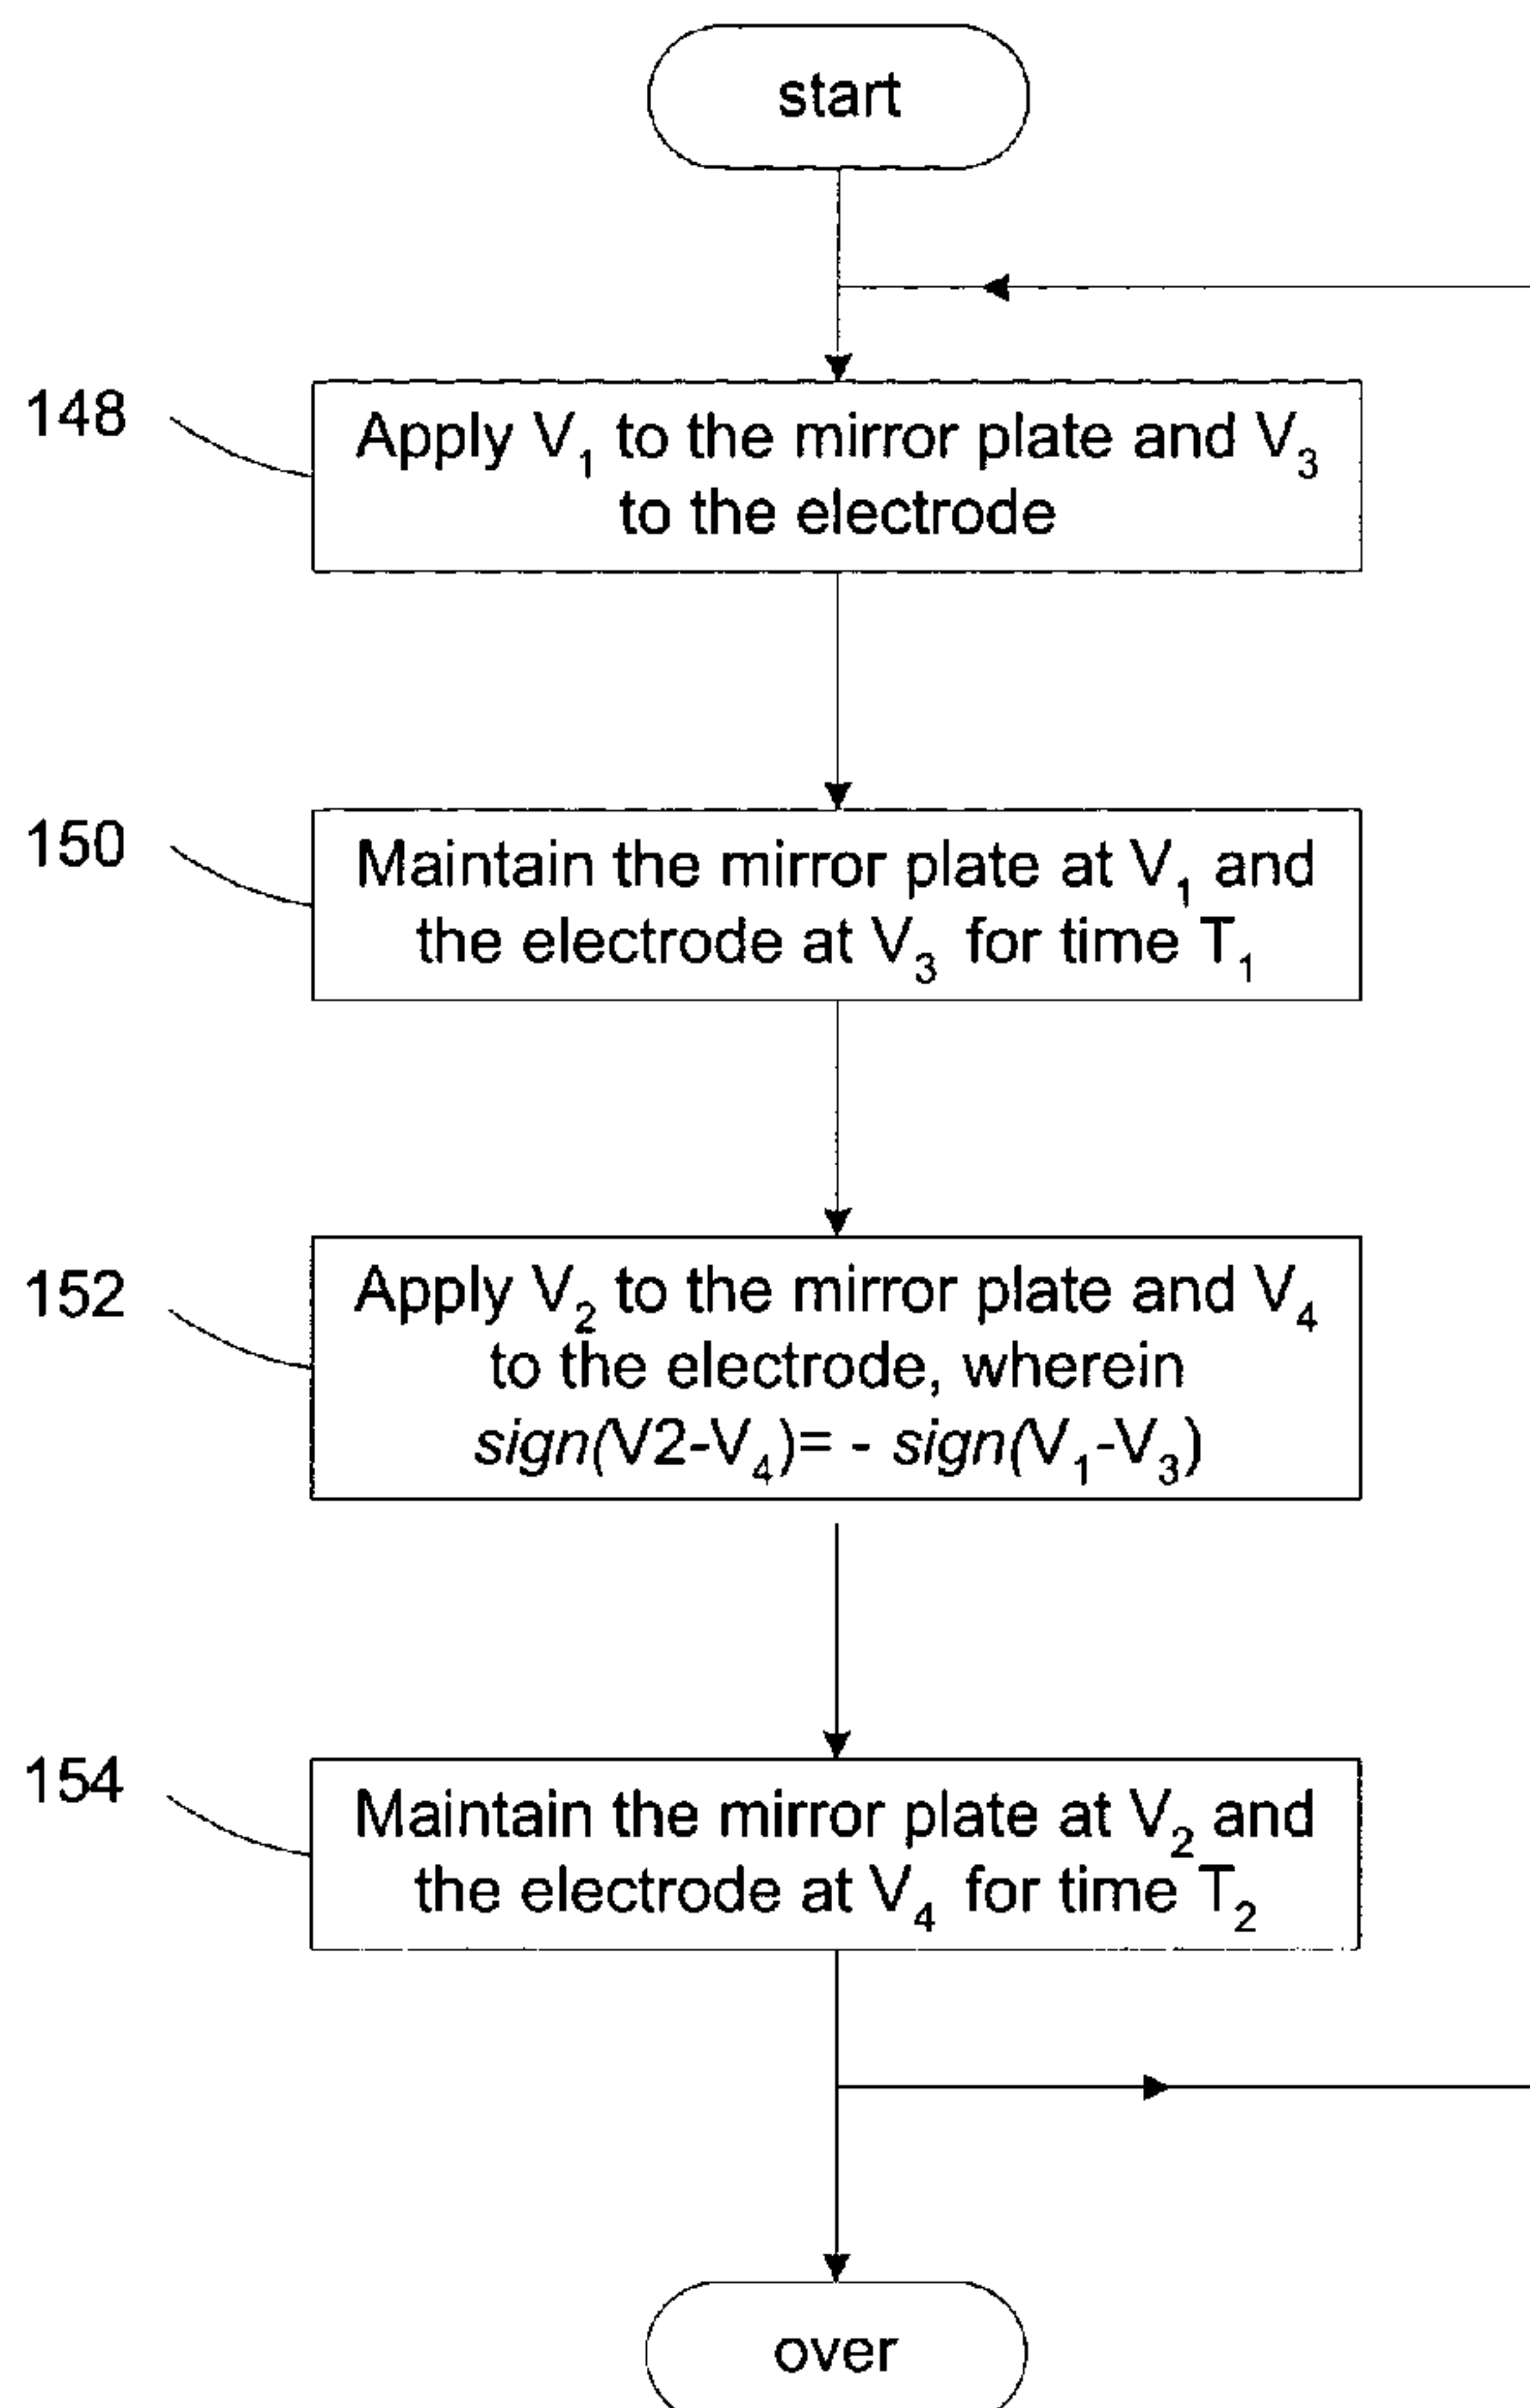 start
148
Apply V₁ to the mirror plate and V₃
to the electrode
150
Maintain the mirror plate at V₁ and
the electrode at V₃ for time T₁
152
Apply V₂ to the mirror plate and V₄
to the electrode, wherein
sign(V2-V₄)= - sign(V₁-V₃)
154
Maintain the mirror plate at V₂ and
the electrode at V₄ for time T₂
over